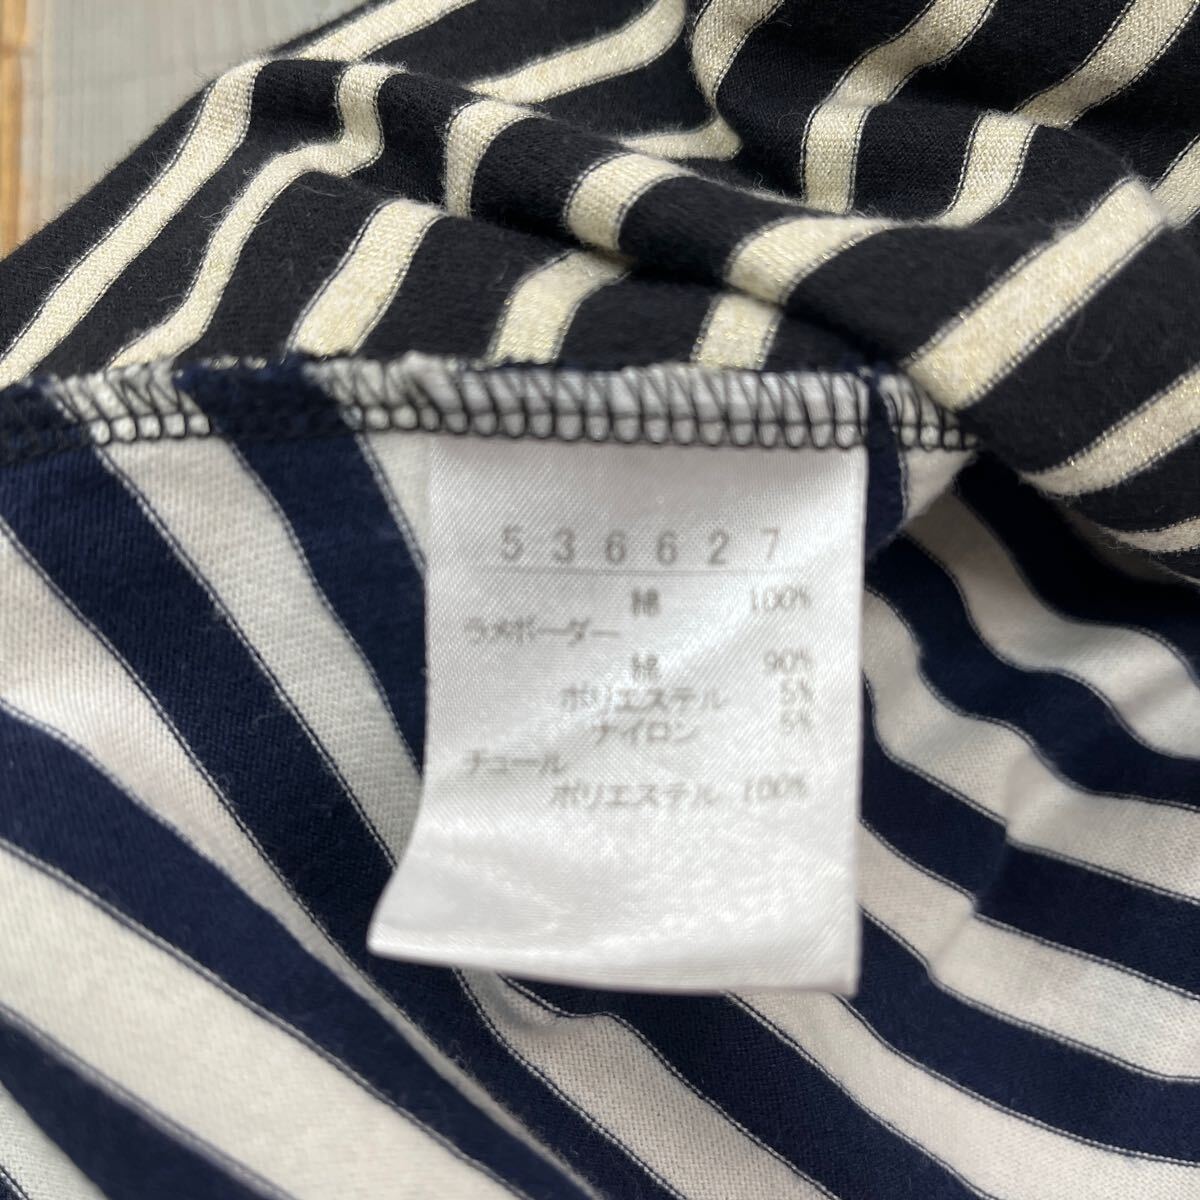 536627
綿 100%
ラメボーダー
綿 90%
ポリエステル 5%
ナイロン 5%
チュール
ポリエステル 100%